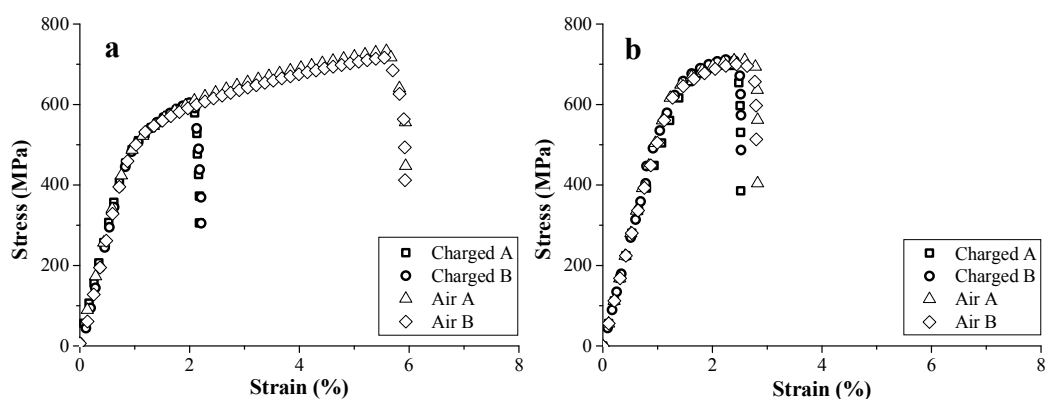 a
800
600
400
200
0
Stress (MPa)
0 2 4 6 8
Strain (%)
Charged A
Charged B
Air A
Air B
b
800
600
400
200
0
Stress (MPa)
0 2 4 6 8
Strain (%)
Charged A
Charged B
Air A
Air B